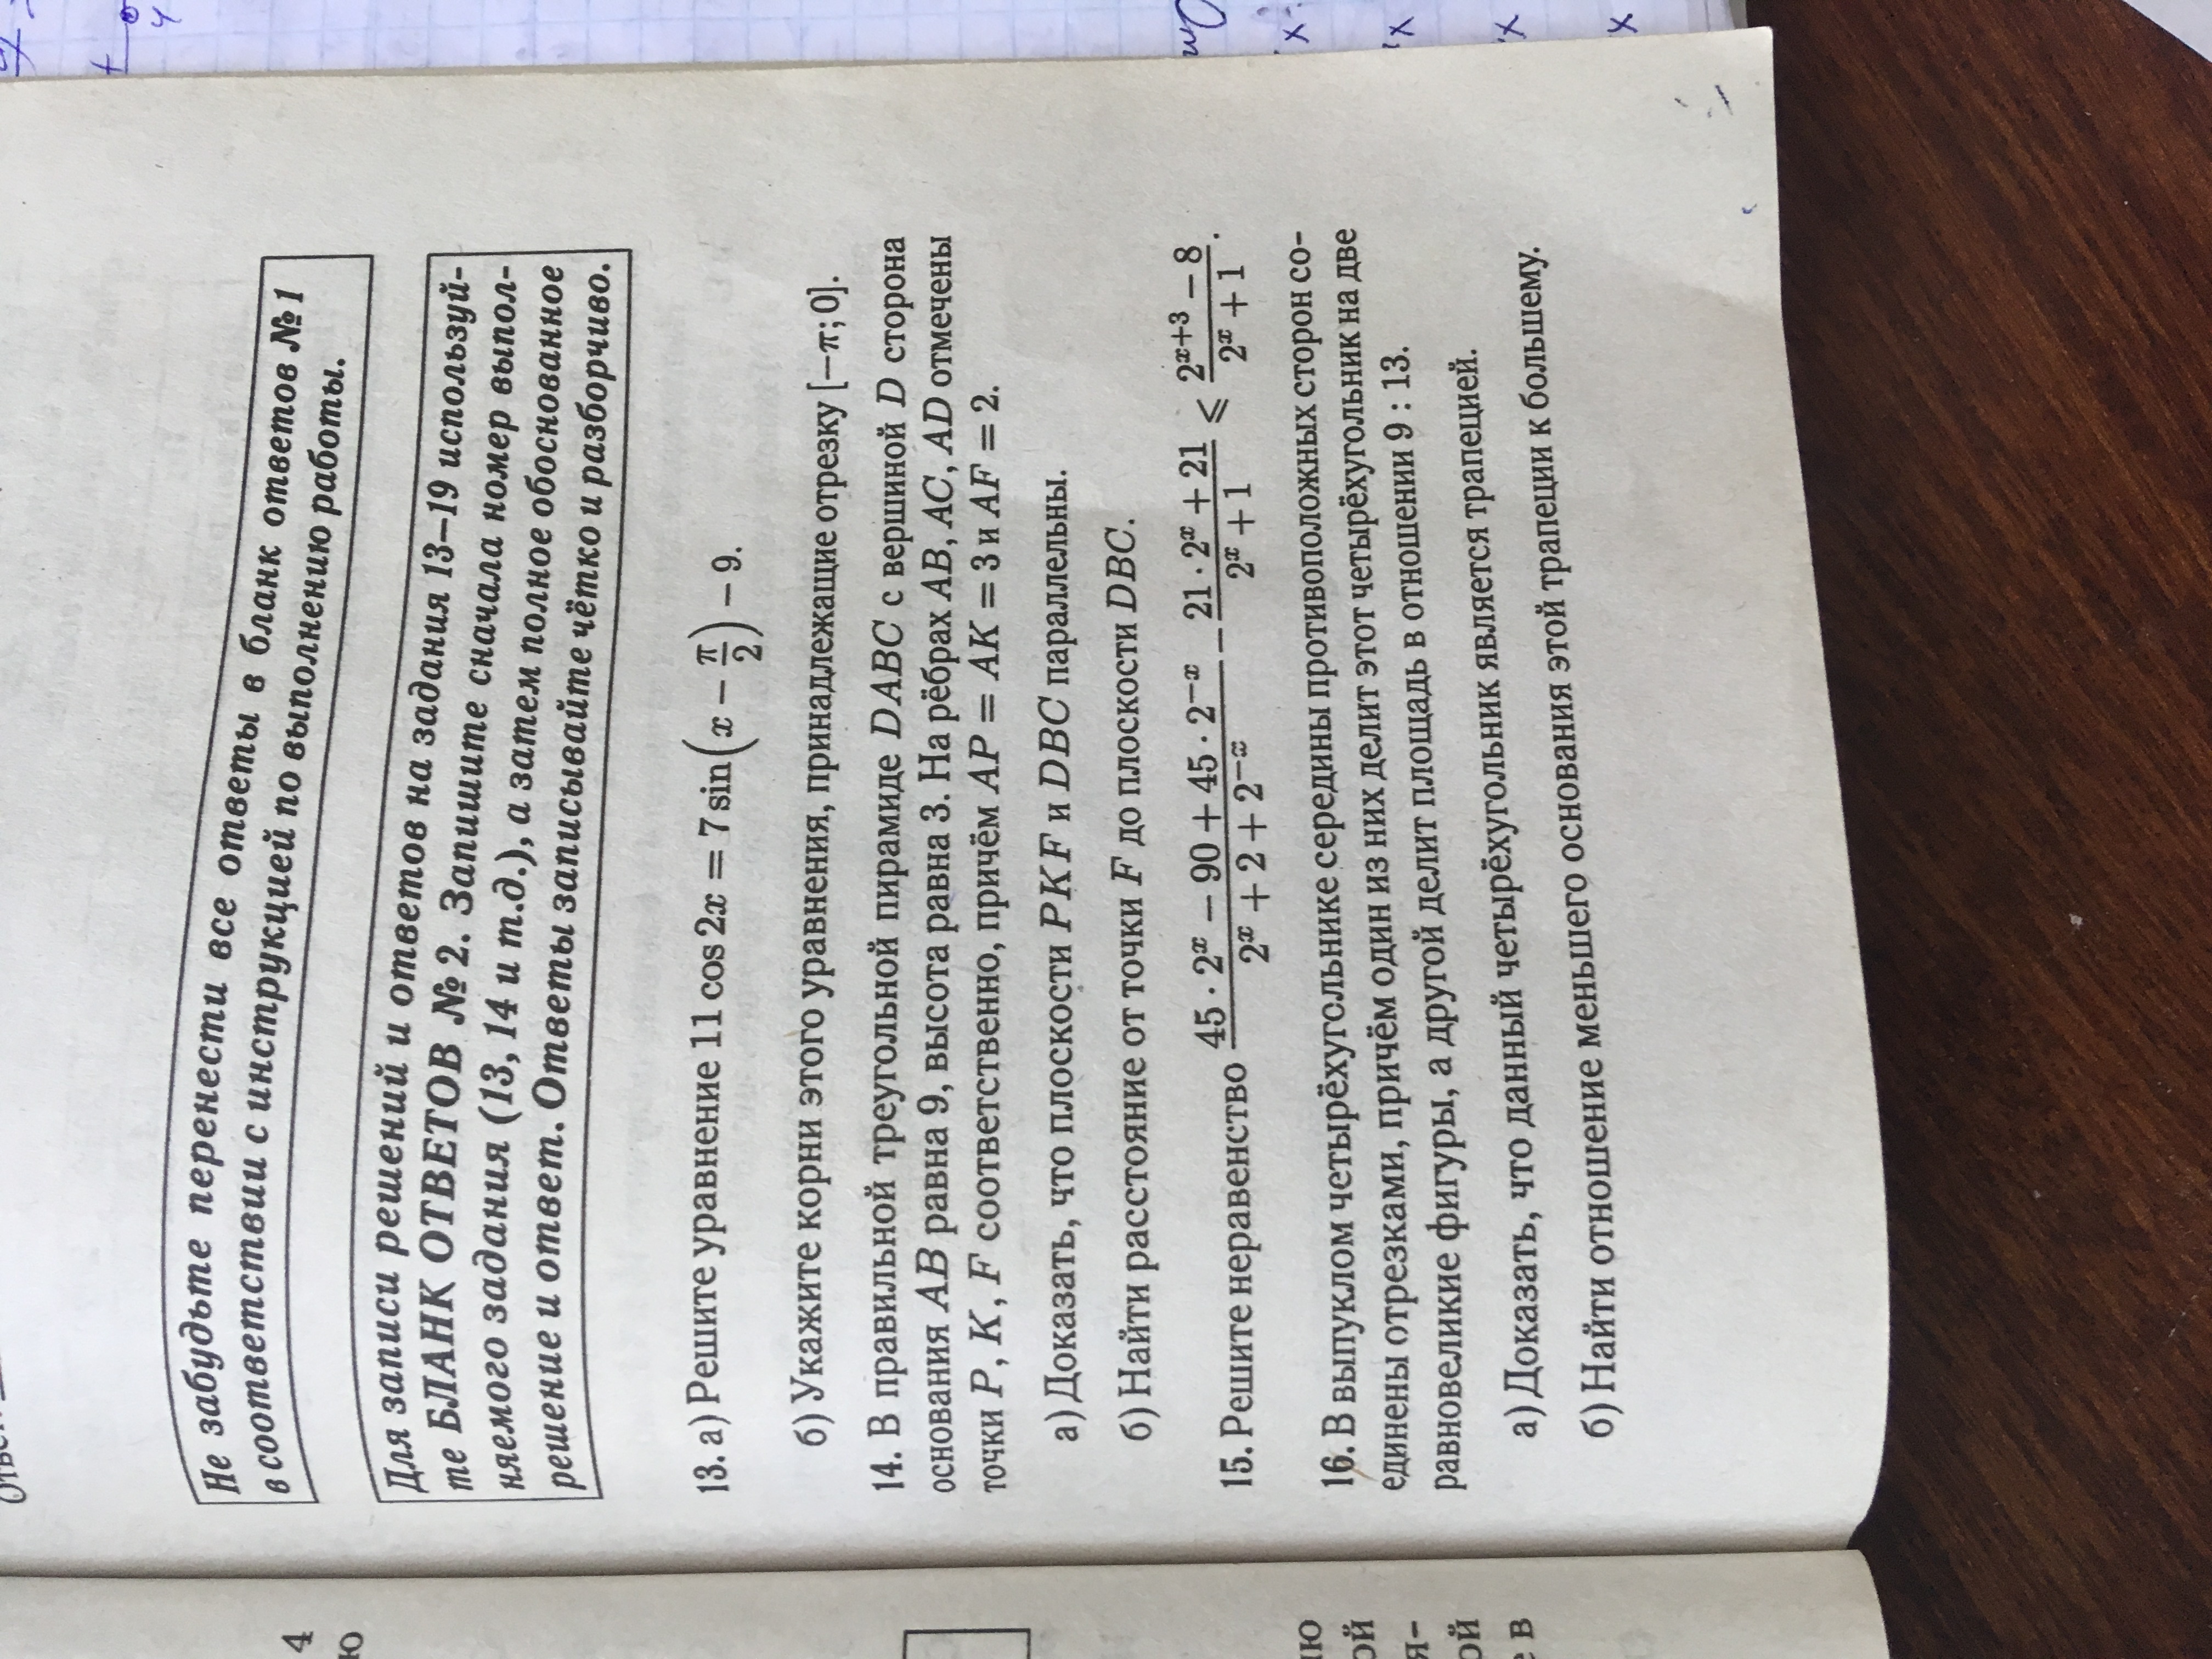 Не забудьте перенести все ответы в бланк ответов № 1
в соответствии с инструкцией по выполнению работы.
Для записи решений и ответов на задания 13–19 используй-
те БЛАНК ОТВЕТОВ № 2. Запишите сначала номер выпол-
няемого задания (13, 14 и т.д.), а затем полное обоснованное
решение и ответ. Ответы записывайте чётко и разборчиво.
13. а) Решите уравнение 11 cos 2x = 7 sin(x − π/2) − 9.
б) Укажите корни этого уравнения, принадлежащие отрезку [−π; 0].
14. В правильной треугольной пирамиде DABC с вершиной D сторона
основания AB равна 9, высота равна 3. На рёбрах AB, AC, AD отмечены
точки P, K, F соответственно, причём AP = AK = 3 и AF = 2.
а) Доказать, что плоскости PKF и DBC параллельны.
б) Найти расстояние от точки F до плоскости DBC.
15. Решите неравенство (45 · 2^x − 90 + 45 · 2^(−x))/(2^x + 2 + 2^(−x)) − (21 · 2^x + 21)/(2^x + 1) ⩽ (2^(x+3) − 8)/(2^x + 1).
16. В выпуклом четырёхугольнике середины противоположных сторон со-
единены отрезками, причём один из них делит этот четырёхугольник на две
равновеликие фигуры, а другой делит площадь в отношении 9 : 13.
а) Доказать, что данный четырёхугольник является трапецией.
б) Найти отношение меньшего основания этой трапеции к большему.
4
ю
ию
ой
я-
ой
е в